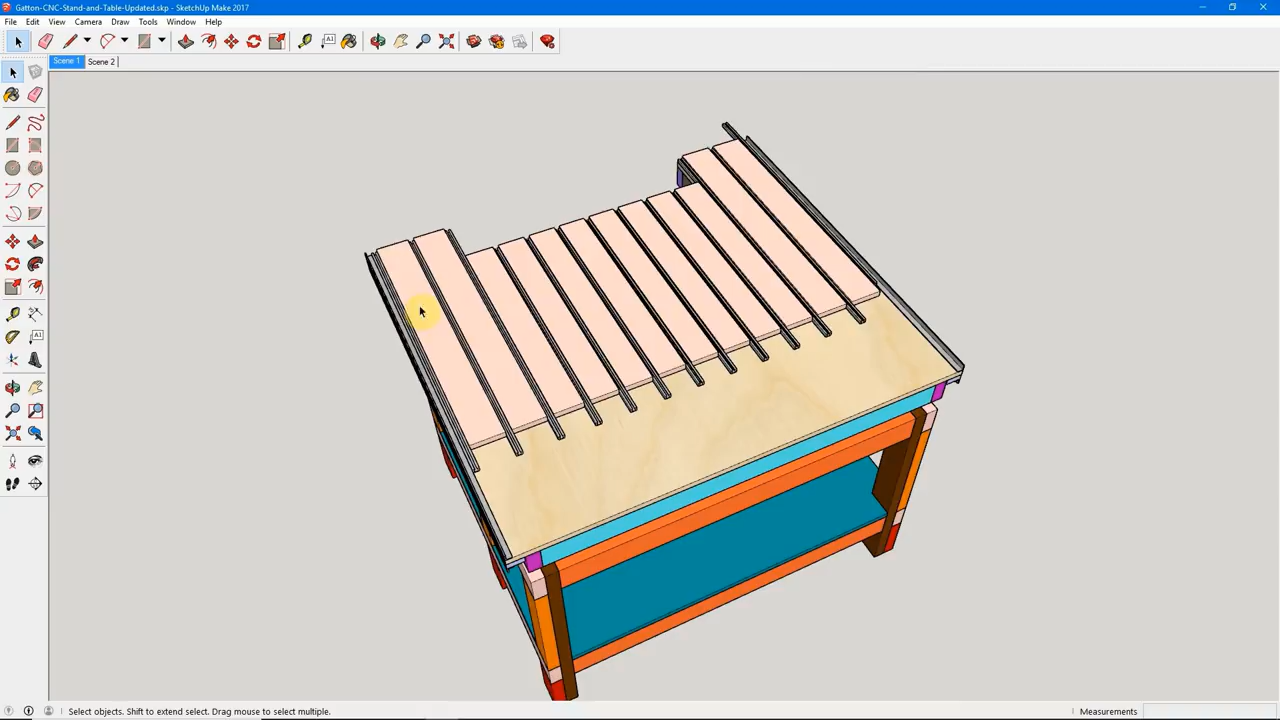 Gatton-CNC-Stand-and-Table-Updated.skp - SketchUp Make 2017
File Edit View Camera Draw Tools Window Help
Scene 1 Scene 2
Select objects. Shift to extend select. Drag mouse to select multiple. Measurements